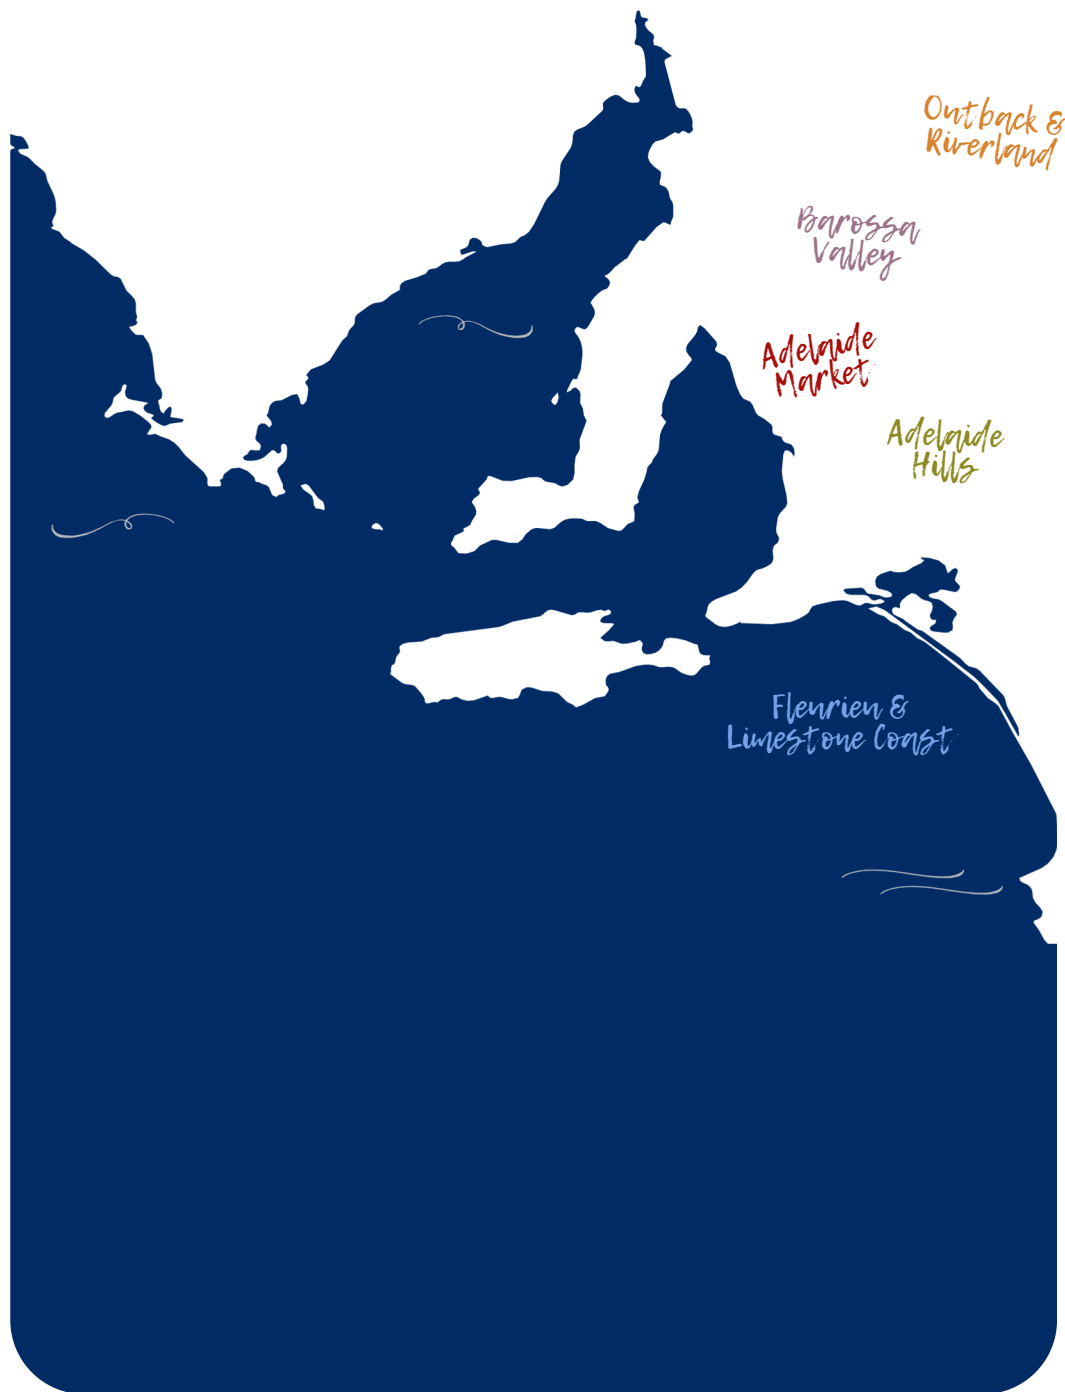 Outback &
Riverland
Barossa
Valley
Adelaide
Market
Adelaide
Hills
Fleurieu &
Limestone Coast